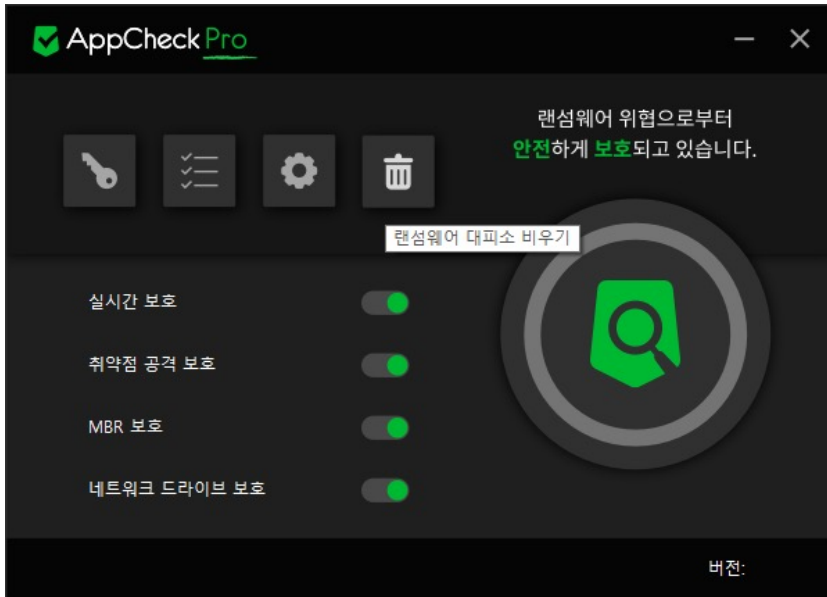 AppCheck Pro
랜섬웨어 위협으로부터
안전하게 보호되고 있습니다.
랜섬웨어 대피소 비우기
실시간 보호
취약점 공격 보호
MBR 보호
네트워크 드라이브 보호
버전: